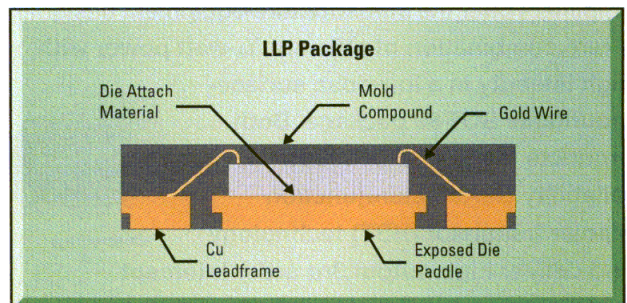 LLP Package
Die Attach
Material
Mold
Compound
Gold Wire
Cu
Leadframe
Exposed Die
Paddle